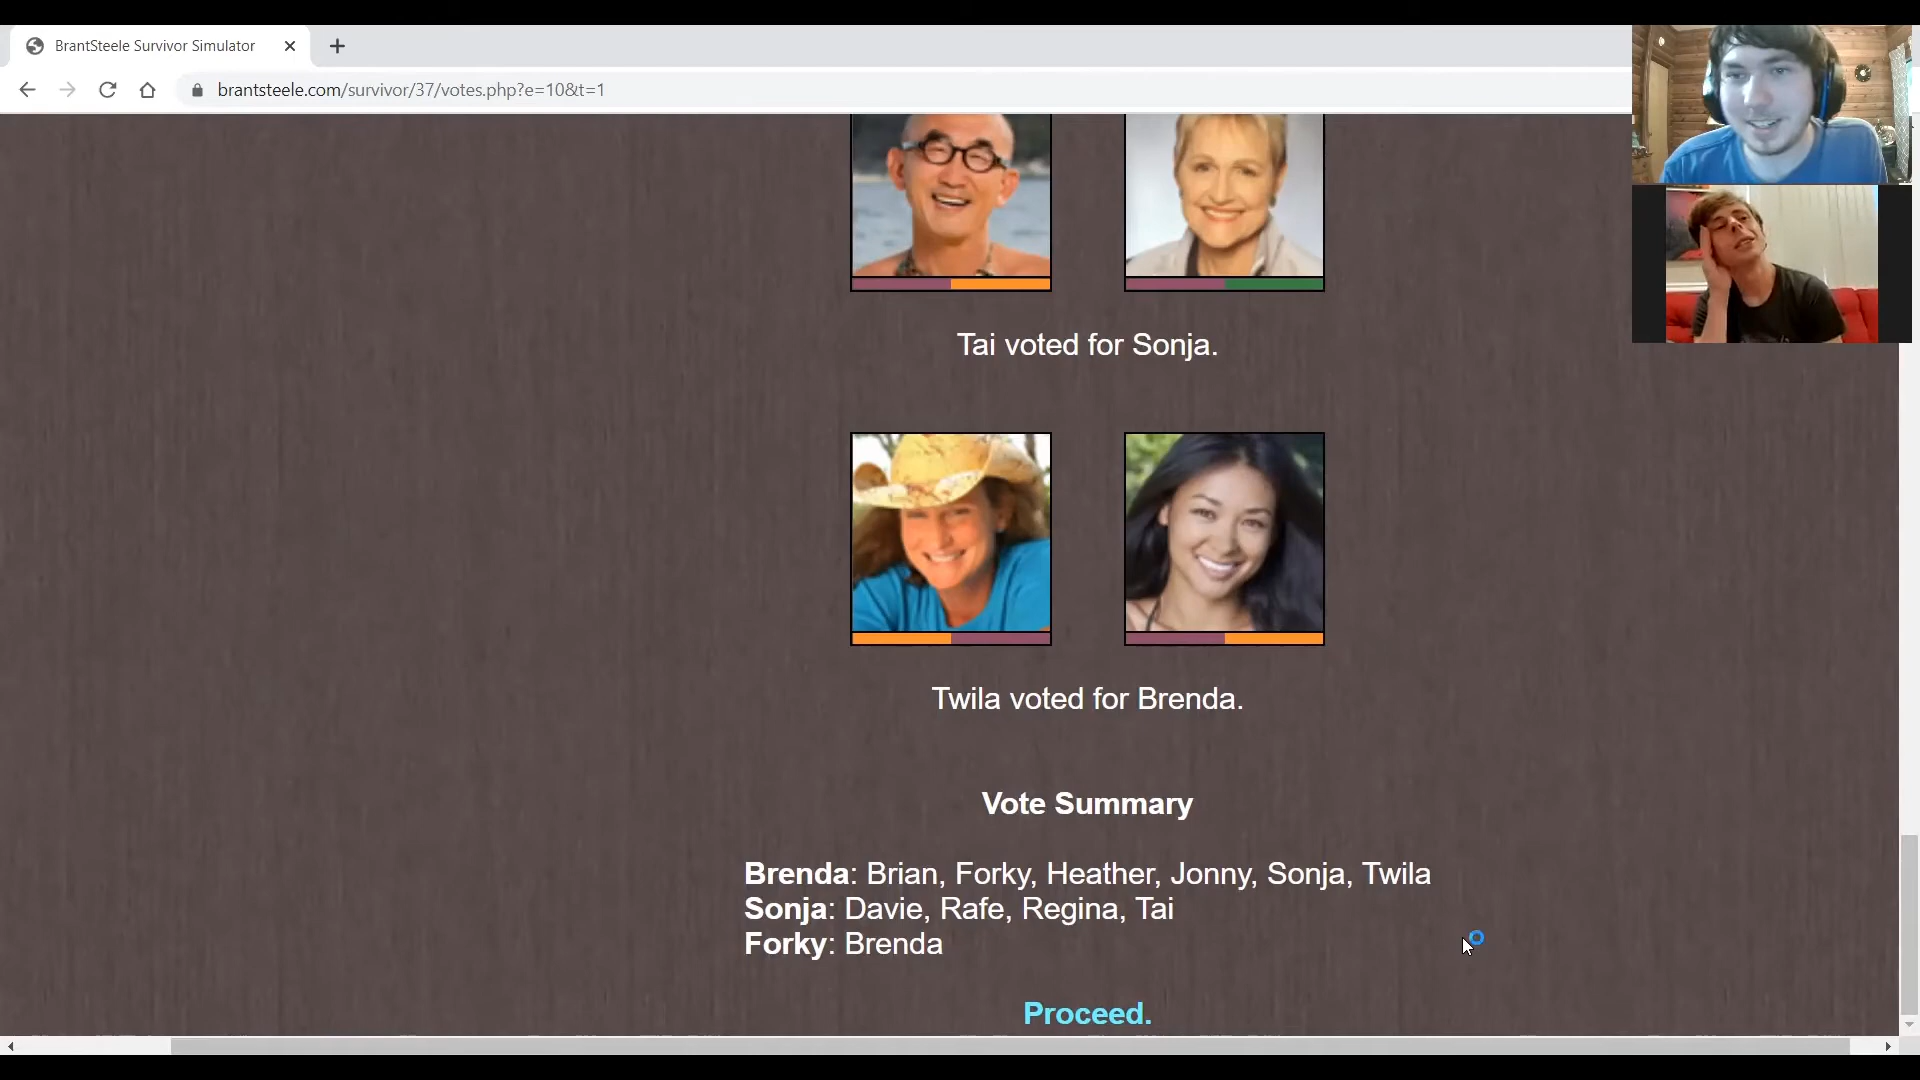 BrantSteele Survivor Simulator
brantsteele.com/survivor/37/votes.php?e=10&t=1
Tai voted for Sonja.
Twila voted for Brenda.
Vote Summary
Brenda: Brian, Forky, Heather, Jonny, Sonja, Twila
Sonja: Davie, Rafe, Regina, Tai
Forky: Brenda
Proceed.